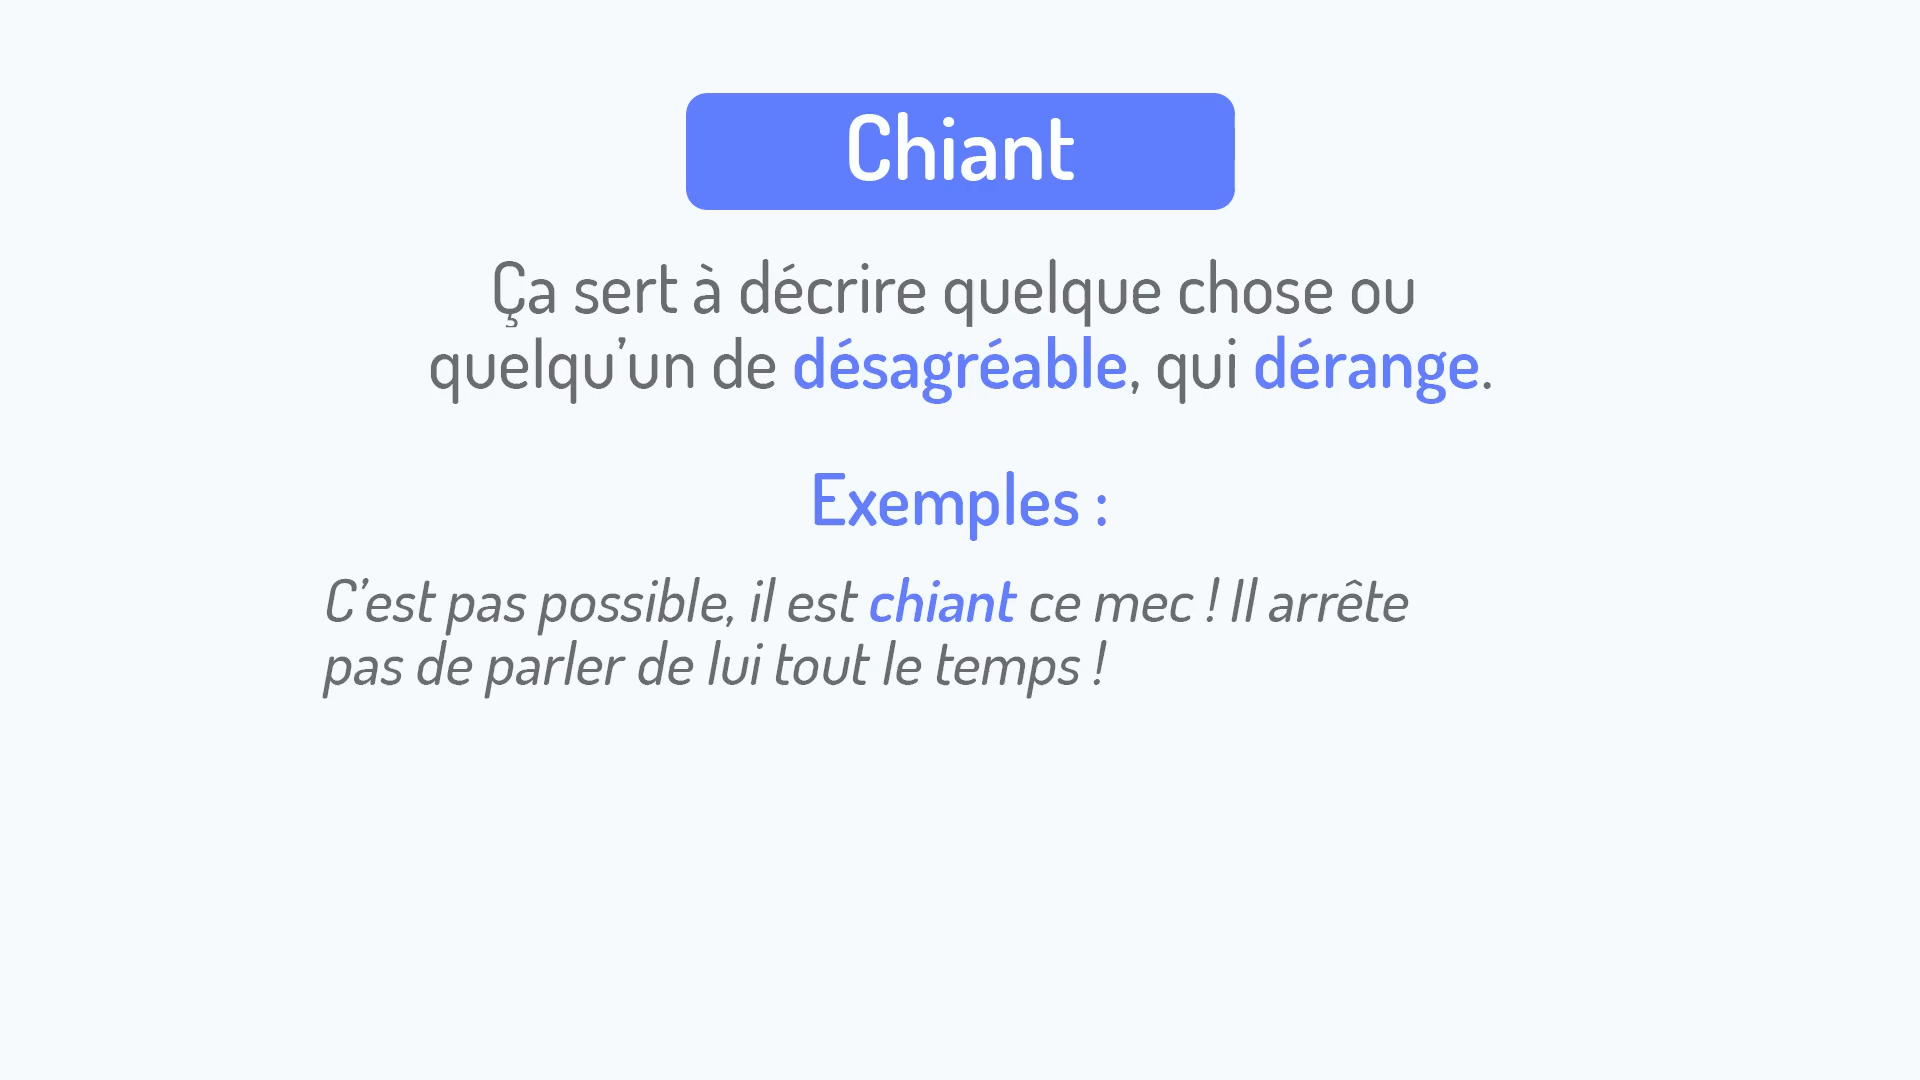 Chiant
Ça sert à décrire quelque chose ou
quelqu’un de désagréable, qui dérange.
Exemples :
C’est pas possible, il est chiant ce mec ! Il arrête
pas de parler de lui tout le temps !